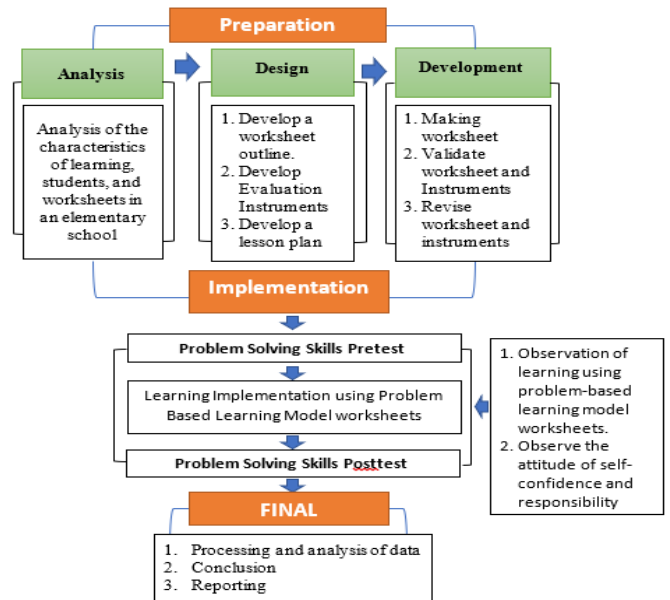 Preparation
Analysis
Analysis of the
characteristics
of learning,
students, and
worksheets in
an elementary
school
Design
1. Develop a
worksheet
outline.
2. Develop
Evaluation
Instruments
3. Develop a
lesson plan
Development
1. Making
worksheet
2. Validate
worksheet and
Instruments
3. Revise
worksheet and
instruments
Implementation
Problem Solving Skills Pretest
Learning Implementation using Problem
Based Learning Model worksheets
Problem Solving Skills Posttest
1. Observation of
learning using
problem-based
learning model
worksheets.
2. Observe the
attitude of self-
confidence and
responsibility
FINAL
1. Processing and analysis of data
2. Conclusion
3. Reporting